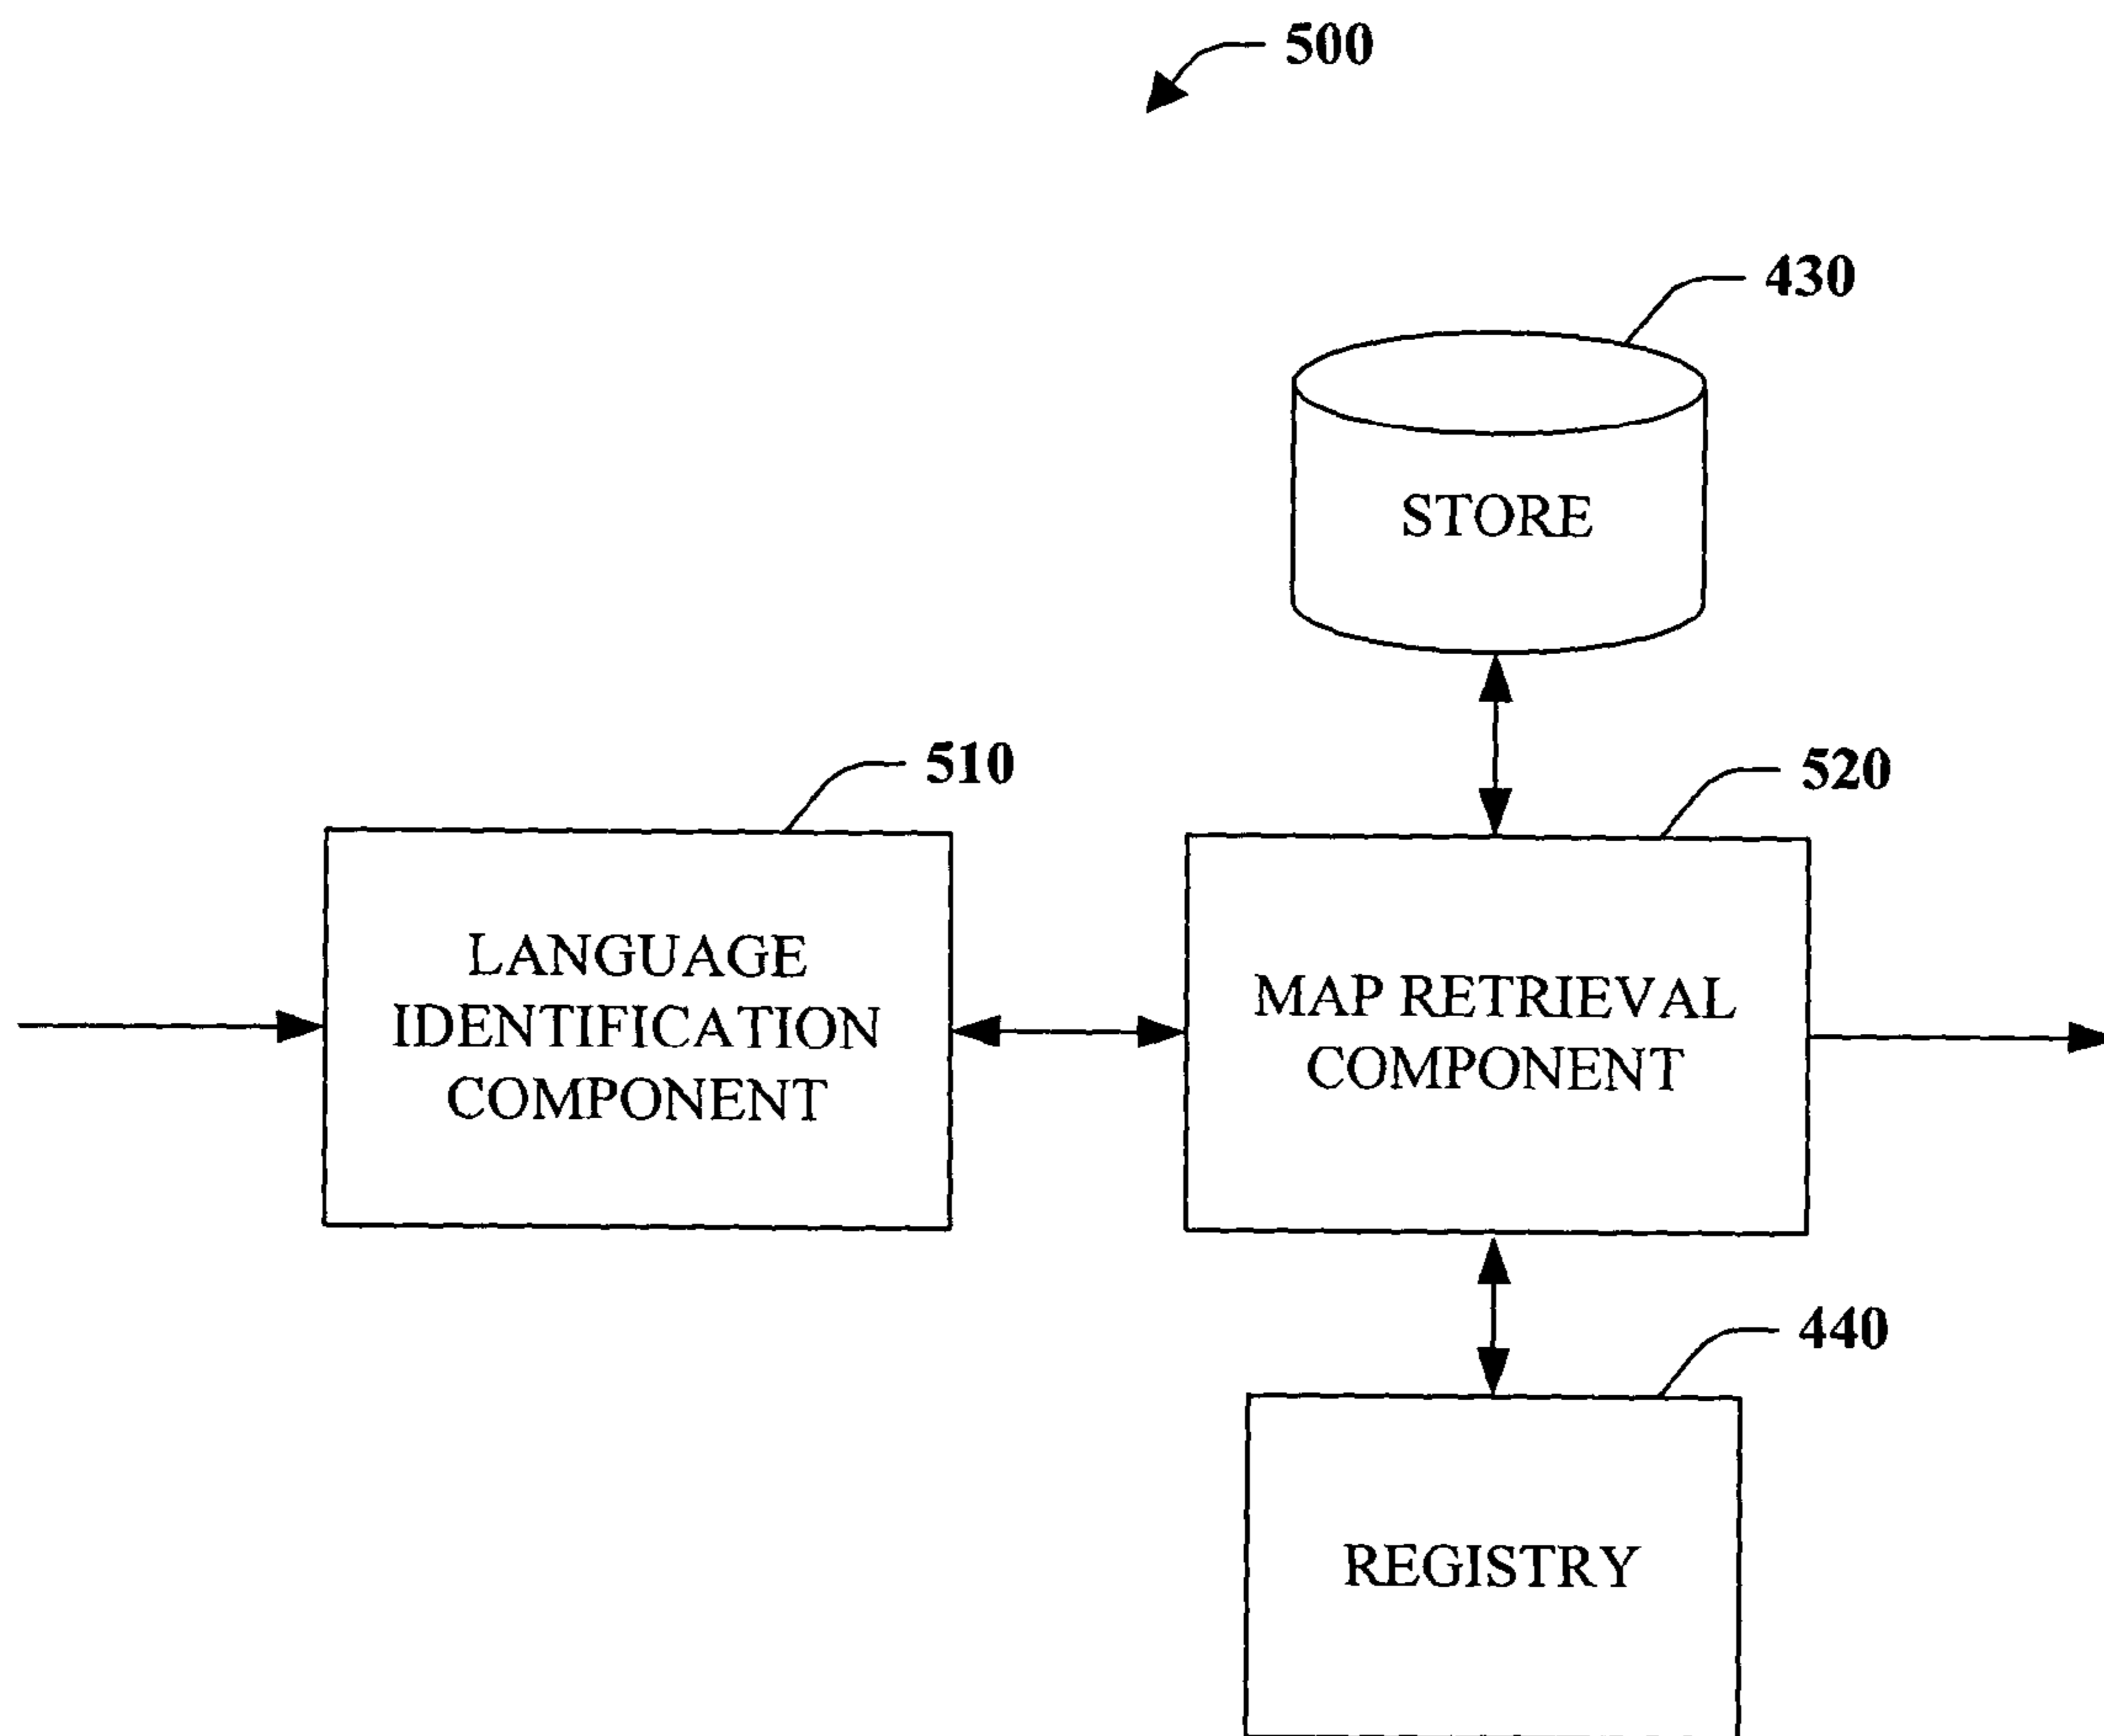 500
430
STORE
510
520
LANGUAGE
IDENTIFICATION
COMPONENT
MAP RETRIEVAL
COMPONENT
440
REGISTRY